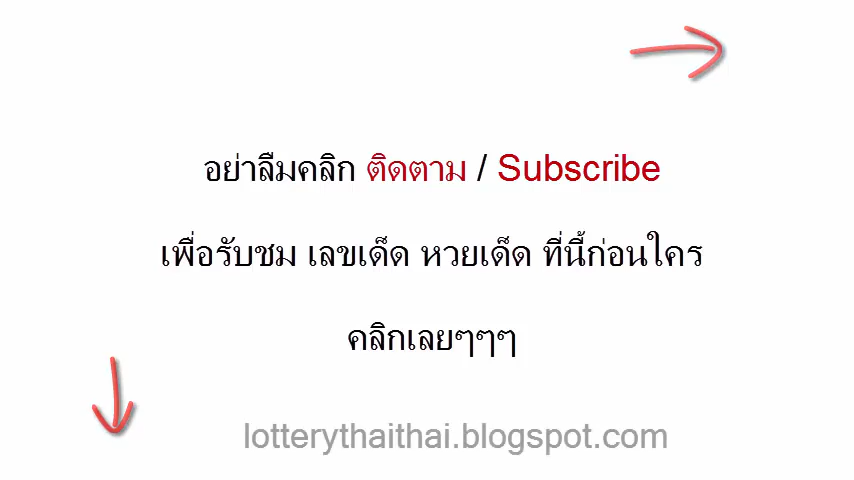 อย่าลืมคลิก ติดตาม / Subscribe
เพื่อรับชม เลขเด็ด หวยเด็ด ที่นี้ก่อนใคร
คลิกเลยๆๆๆ
lotterythaithai.blogspot.com